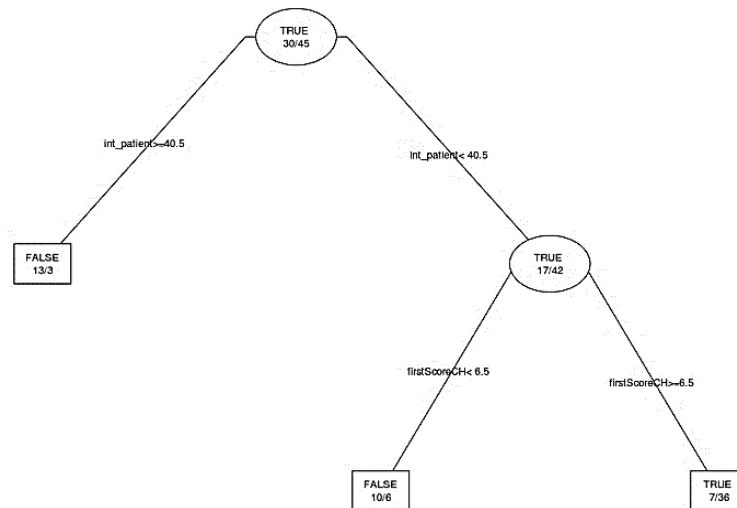 TRUE
30/45
int_patient>=40.5
int_patient< 40.5
FALSE
13/3
TRUE
17/42
firstScoreCH< 6.5
firstScoreCH>=6.5
FALSE
10/6
TRUE
7/36